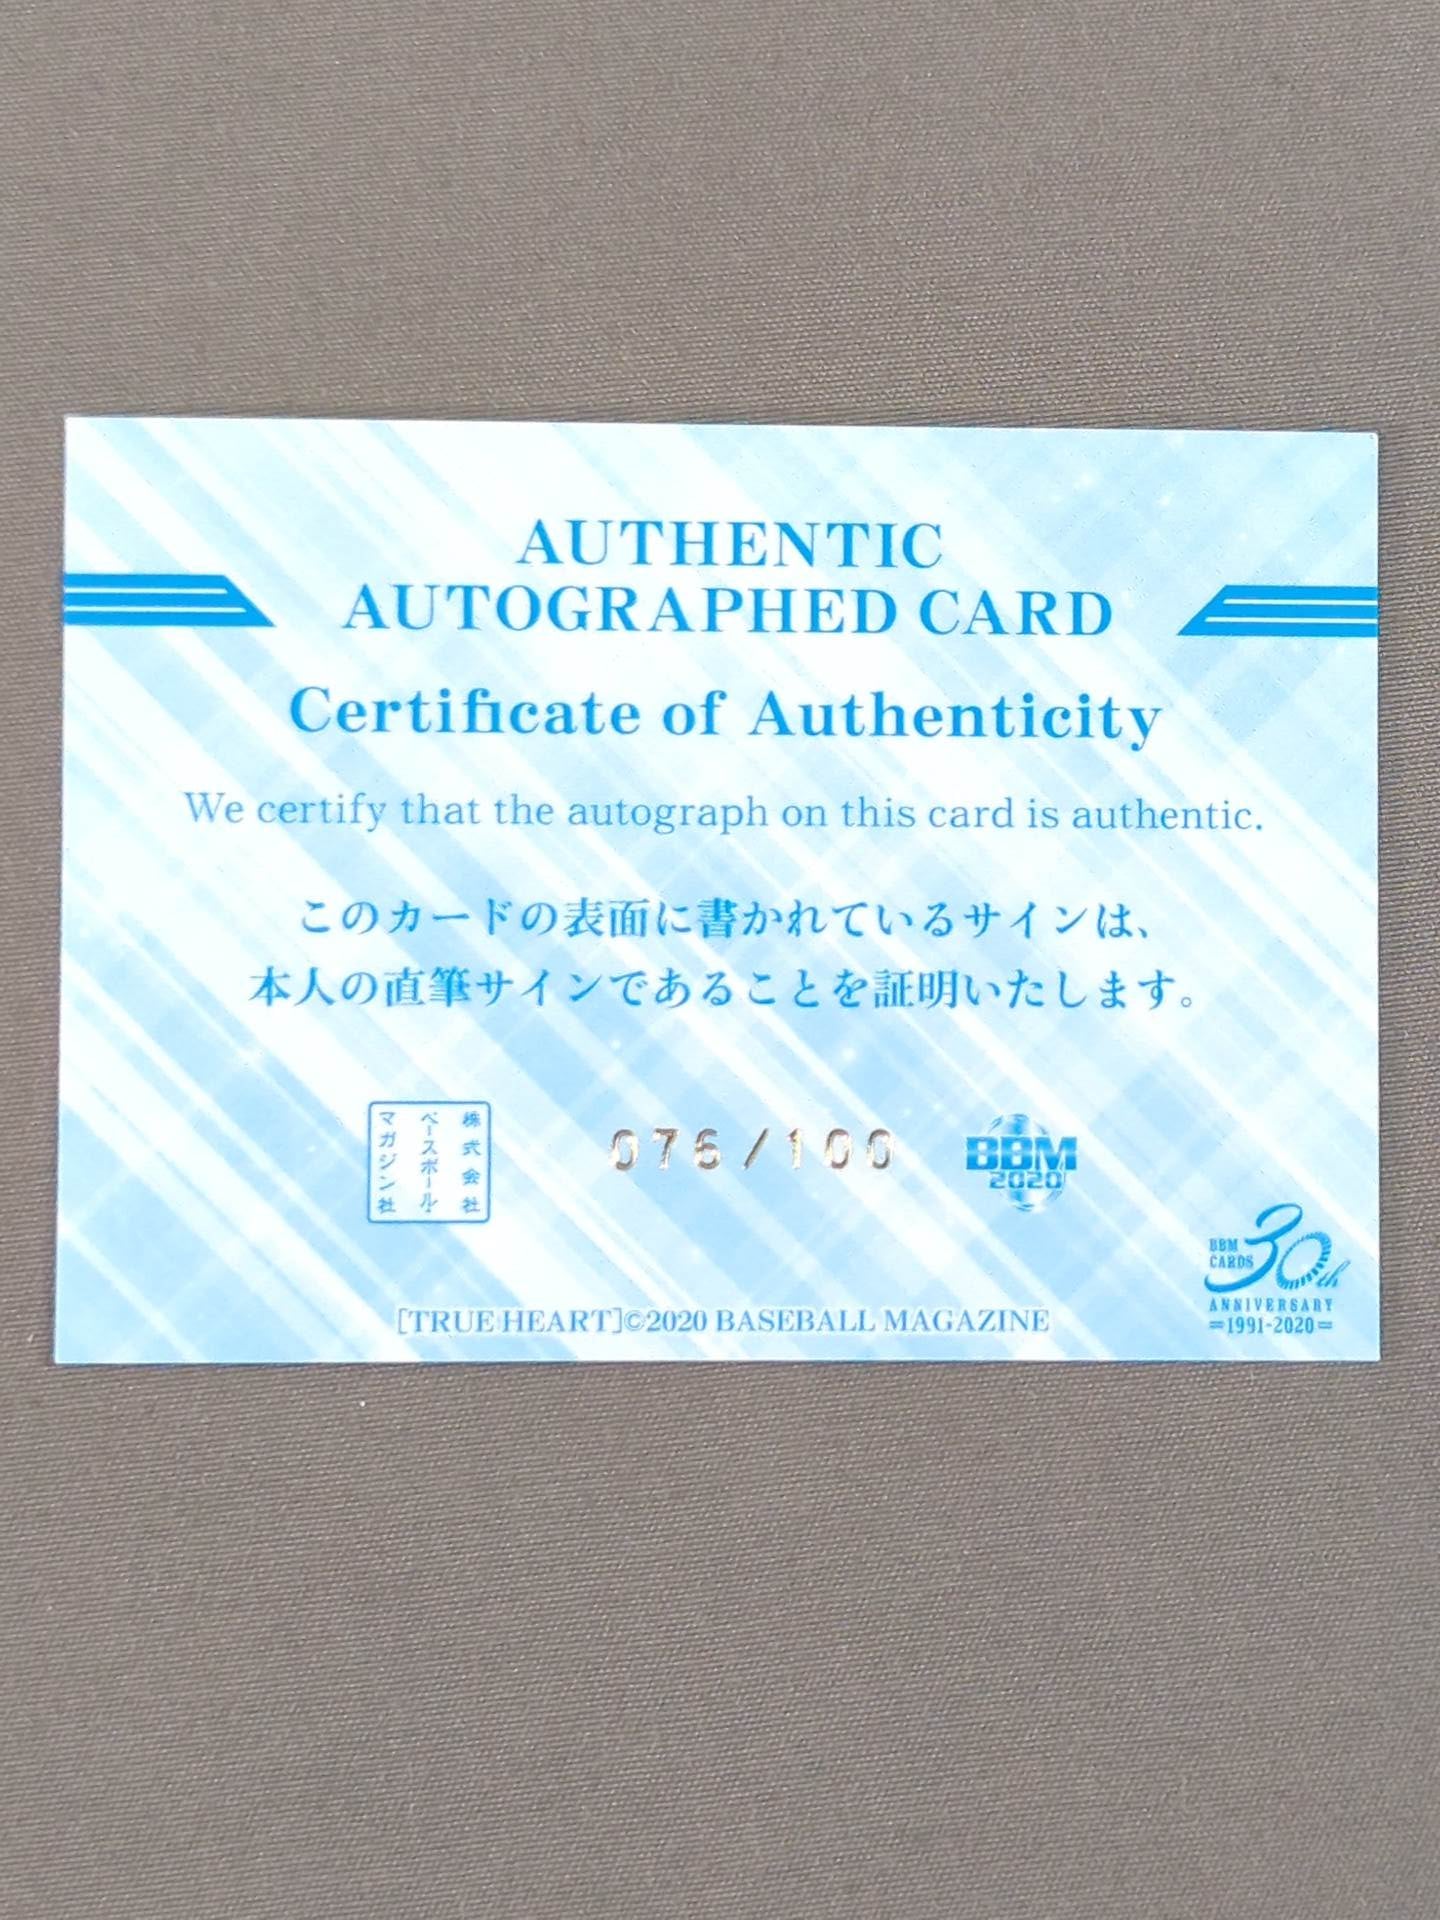 AUTHENTIC
AUTOGRAPHED CARD
Certificate of Authenticity
We certify that the autograph on this card is authentic.
このカードの表面に書かれているサインは、
本人の直筆サインであることを証明いたします。
株式会社
ベースボール・
マガジン社
076/100
BBM
2020
BBM
CARDS
30th
ANNIVERSARY
=1991-2020=
[TRUE HEART]©2020 BASEBALL MAGAZINE